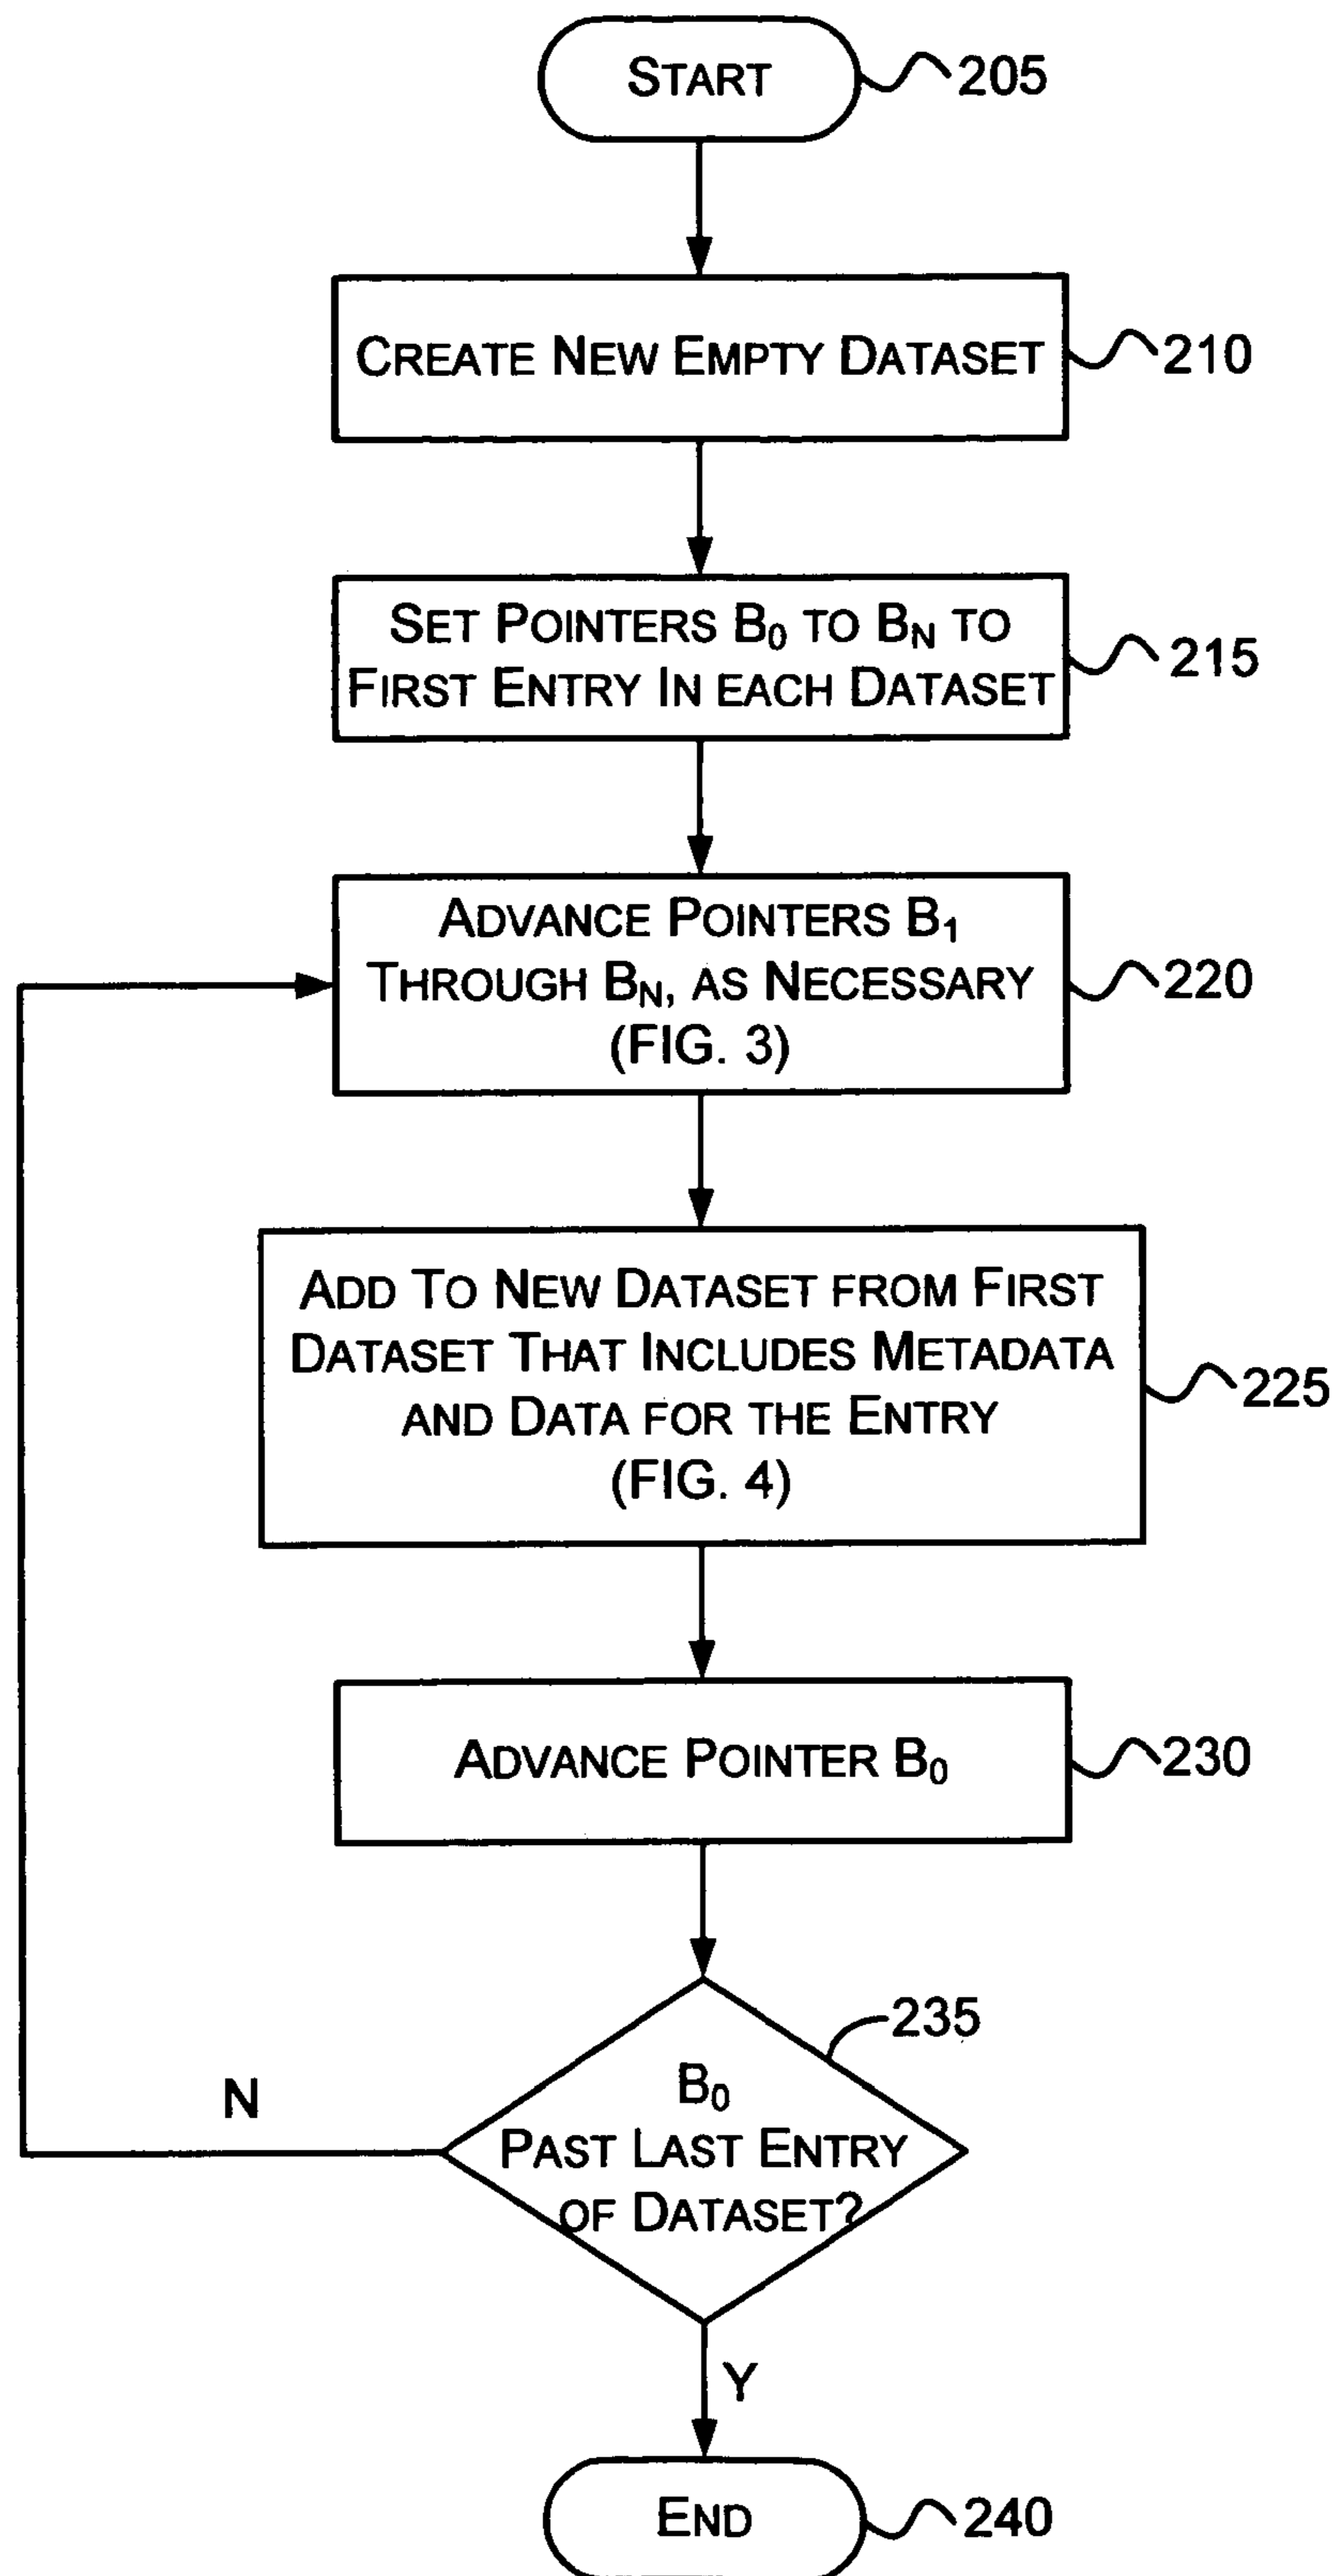 START
205
CREATE NEW EMPTY DATASET
210
SET POINTERS B₀ TO B_N TO
FIRST ENTRY IN EACH DATASET
215
ADVANCE POINTERS B₁
THROUGH B_N, AS NECESSARY
(FIG. 3)
220
ADD TO NEW DATASET FROM FIRST
DATASET THAT INCLUDES METADATA
AND DATA FOR THE ENTRY
(FIG. 4)
225
ADVANCE POINTER B₀
230
235
B₀
PAST LAST ENTRY
OF DATASET?
N
Y
END
240